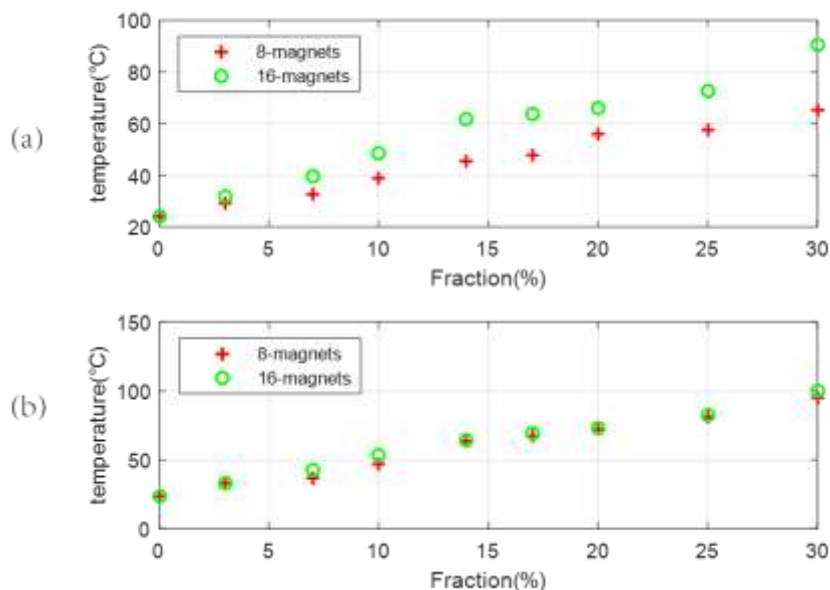 (a)
temperature(°C)
100
80
60
40
20
8-magnets
16-magnets
0 5 10 15 20 25 30
Fraction(%)
(b)
temperature(°C)
150
100
50
0
8-magnets
16-magnets
0 5 10 15 20 25 30
Fraction(%)